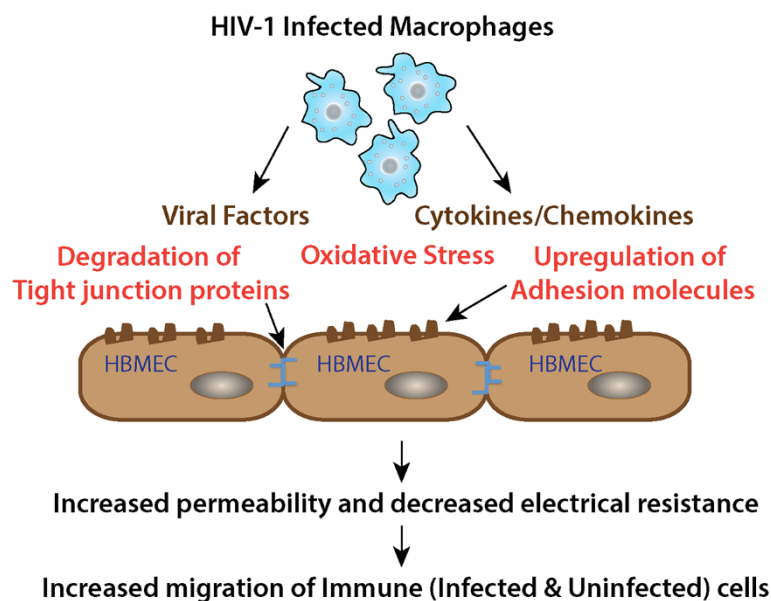 HIV-1 Infected Macrophages
Viral Factors
Cytokines/Chemokines
Degradation of
Tight junction proteins
Oxidative Stress
Upregulation of
Adhesion molecules
HBMEC
HBMEC
HBMEC
Increased permeability and decreased electrical resistance
Increased migration of Immune (Infected & Uninfected) cells